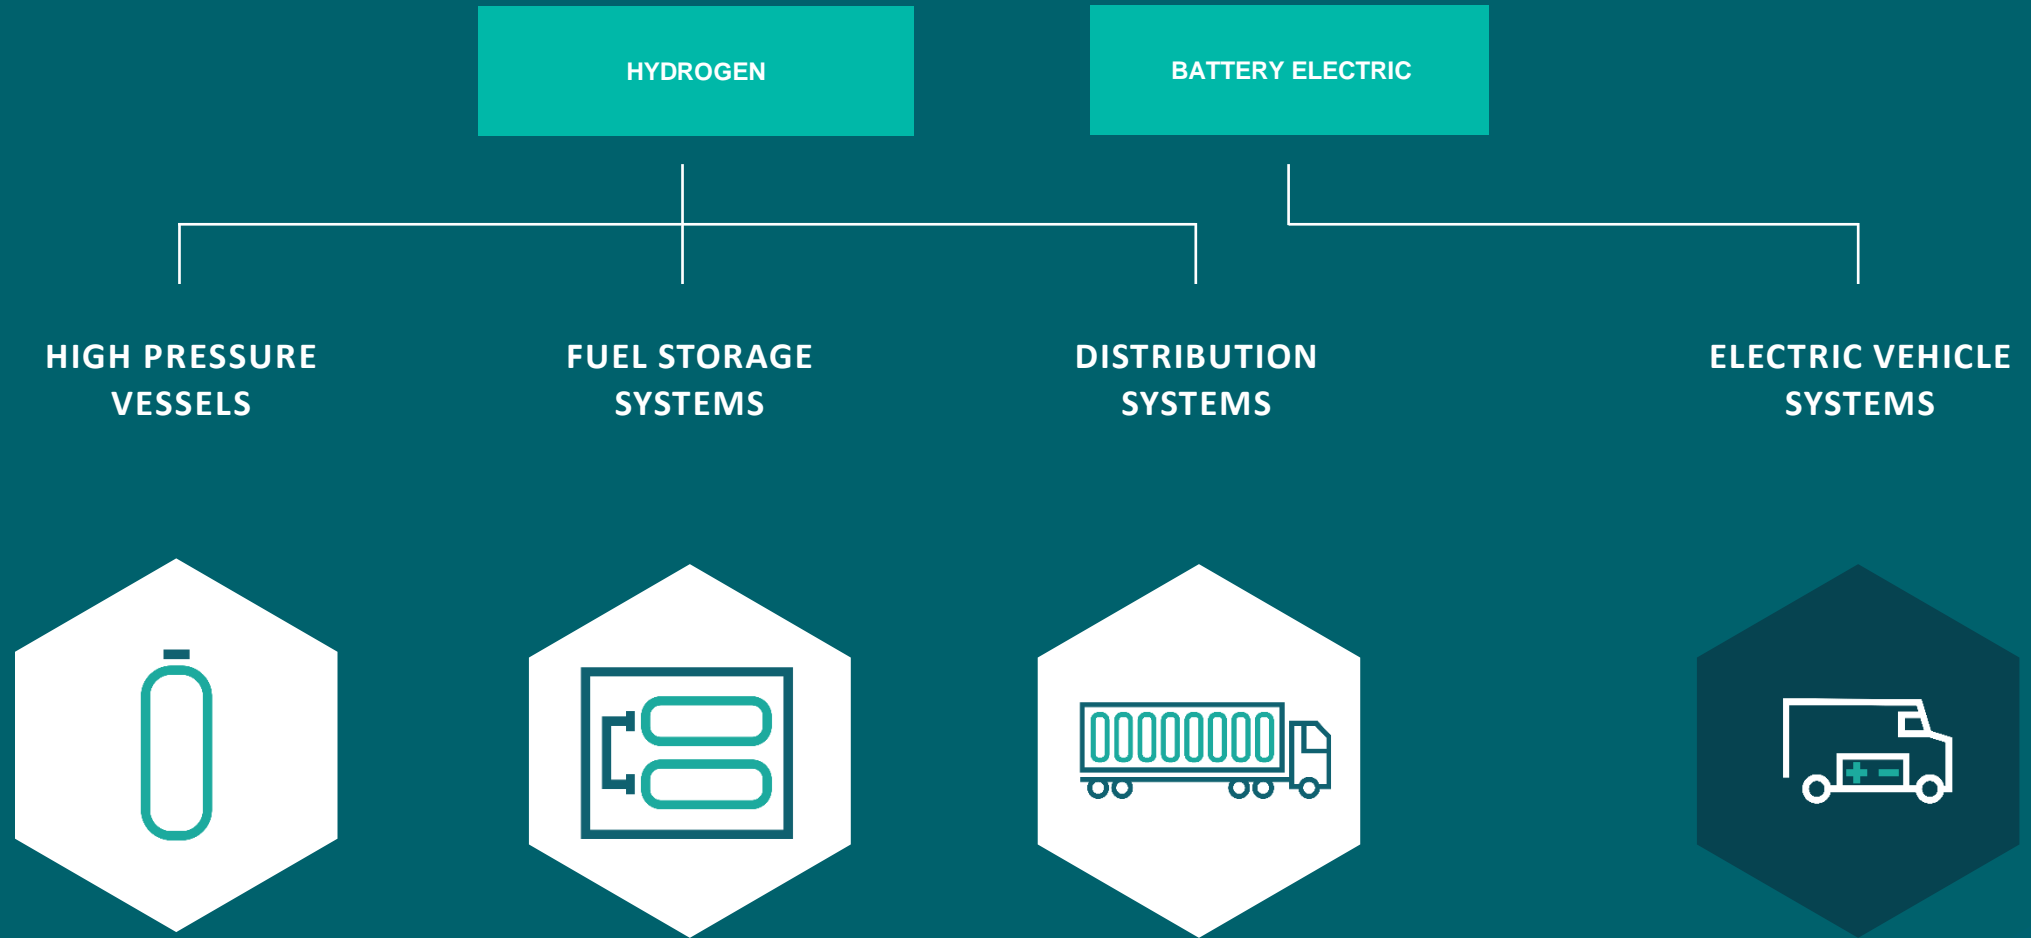 HYDROGEN
BATTERY ELECTRIC
HIGH PRESSURE
VESSELS
FUEL STORAGE
SYSTEMS
DISTRIBUTION
SYSTEMS
ELECTRIC VEHICLE
SYSTEMS